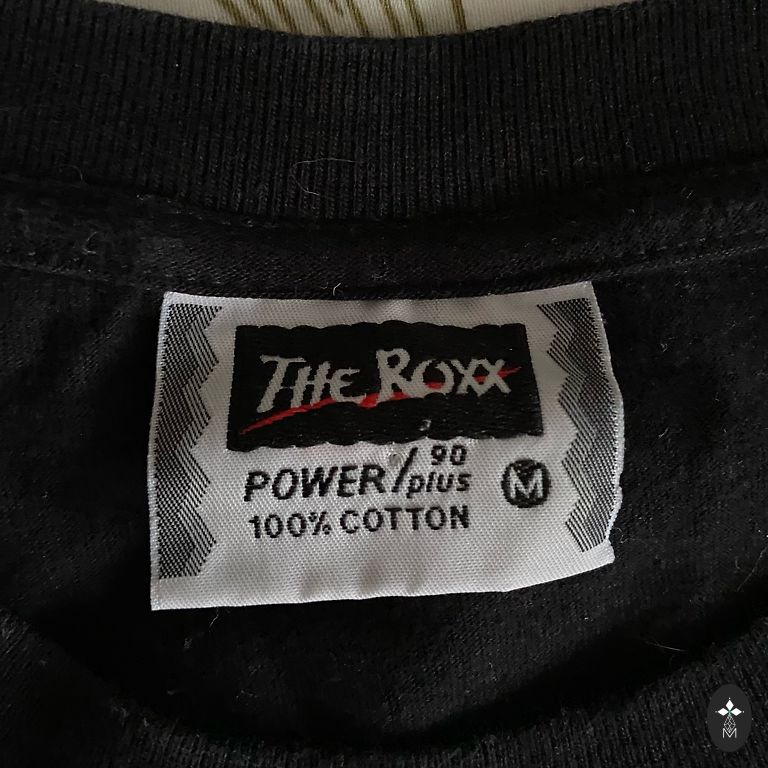 THE ROXX
POWER/90 plus
100% COTTON
M
M